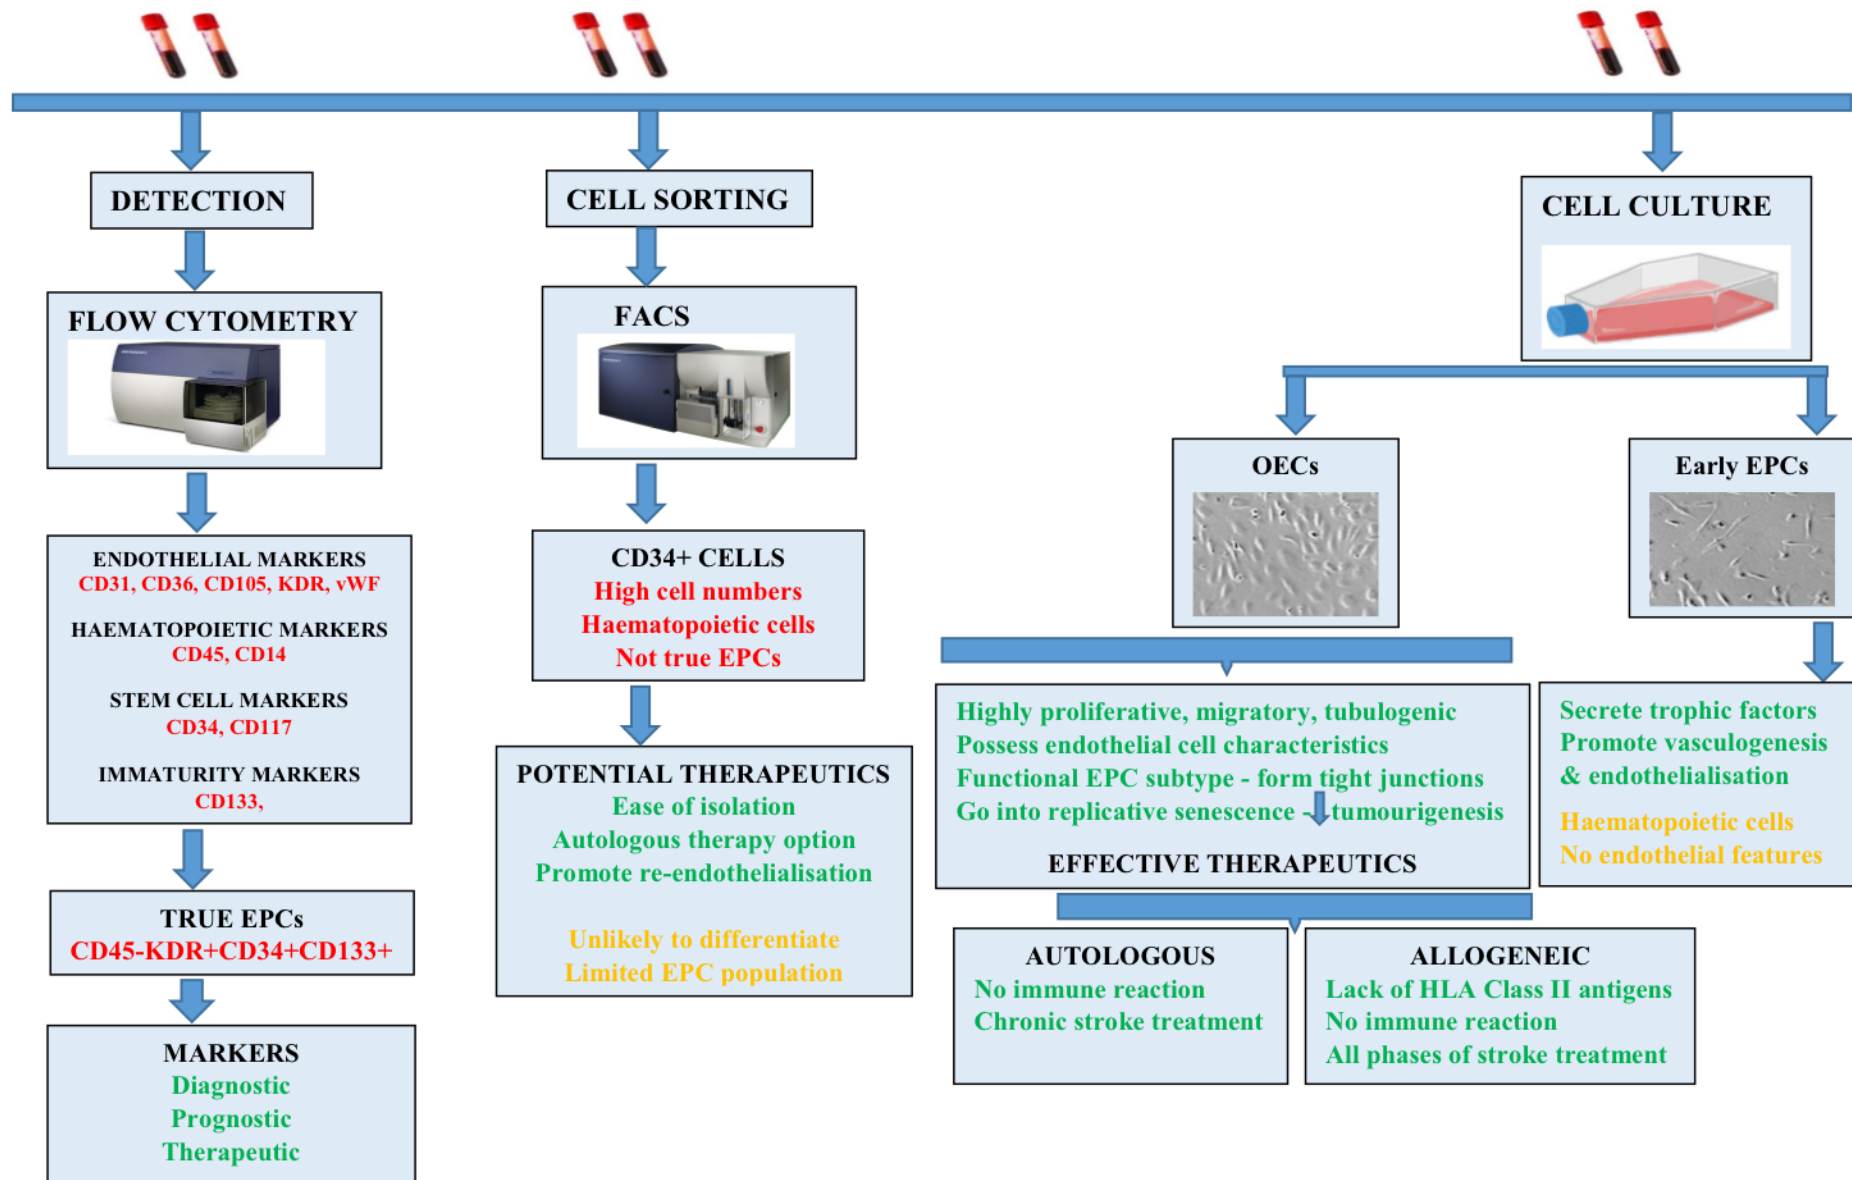 DETECTION
FLOW CYTOMETRY
ENDOTHELIAL MARKERS
CD31, CD36, CD105, KDR, vWF
HAEMATOPOIETIC MARKERS
CD45, CD14
STEM CELL MARKERS
CD34, CD117
IMMATURITY MARKERS
CD133,
TRUE EPCs
CD45-KDR+CD34+CD133+
MARKERS
Diagnostic
Prognostic
Therapeutic
CELL SORTING
FACS
CD34+ CELLS
High cell numbers
Haematopoietic cells
Not true EPCs
POTENTIAL THERAPEUTICS
Ease of isolation
Autologous therapy option
Promote re-endothelialisation
Unlikely to differentiate
Limited EPC population
CELL CULTURE
OECs
Highly proliferative, migratory, tubulogenic
Possess endothelial cell characteristics
Functional EPC subtype - form tight junctions
Go into replicative senescence - tumourigenesis
EFFECTIVE THERAPEUTICS
AUTOLOGOUS
No immune reaction
Chronic stroke treatment
ALLOGENEIC
Lack of HLA Class II antigens
No immune reaction
All phases of stroke treatment
Early EPCs
Secrete trophic factors
Promote vasculogenesis
& endothelialisation
Haematopoietic cells
No endothelial features